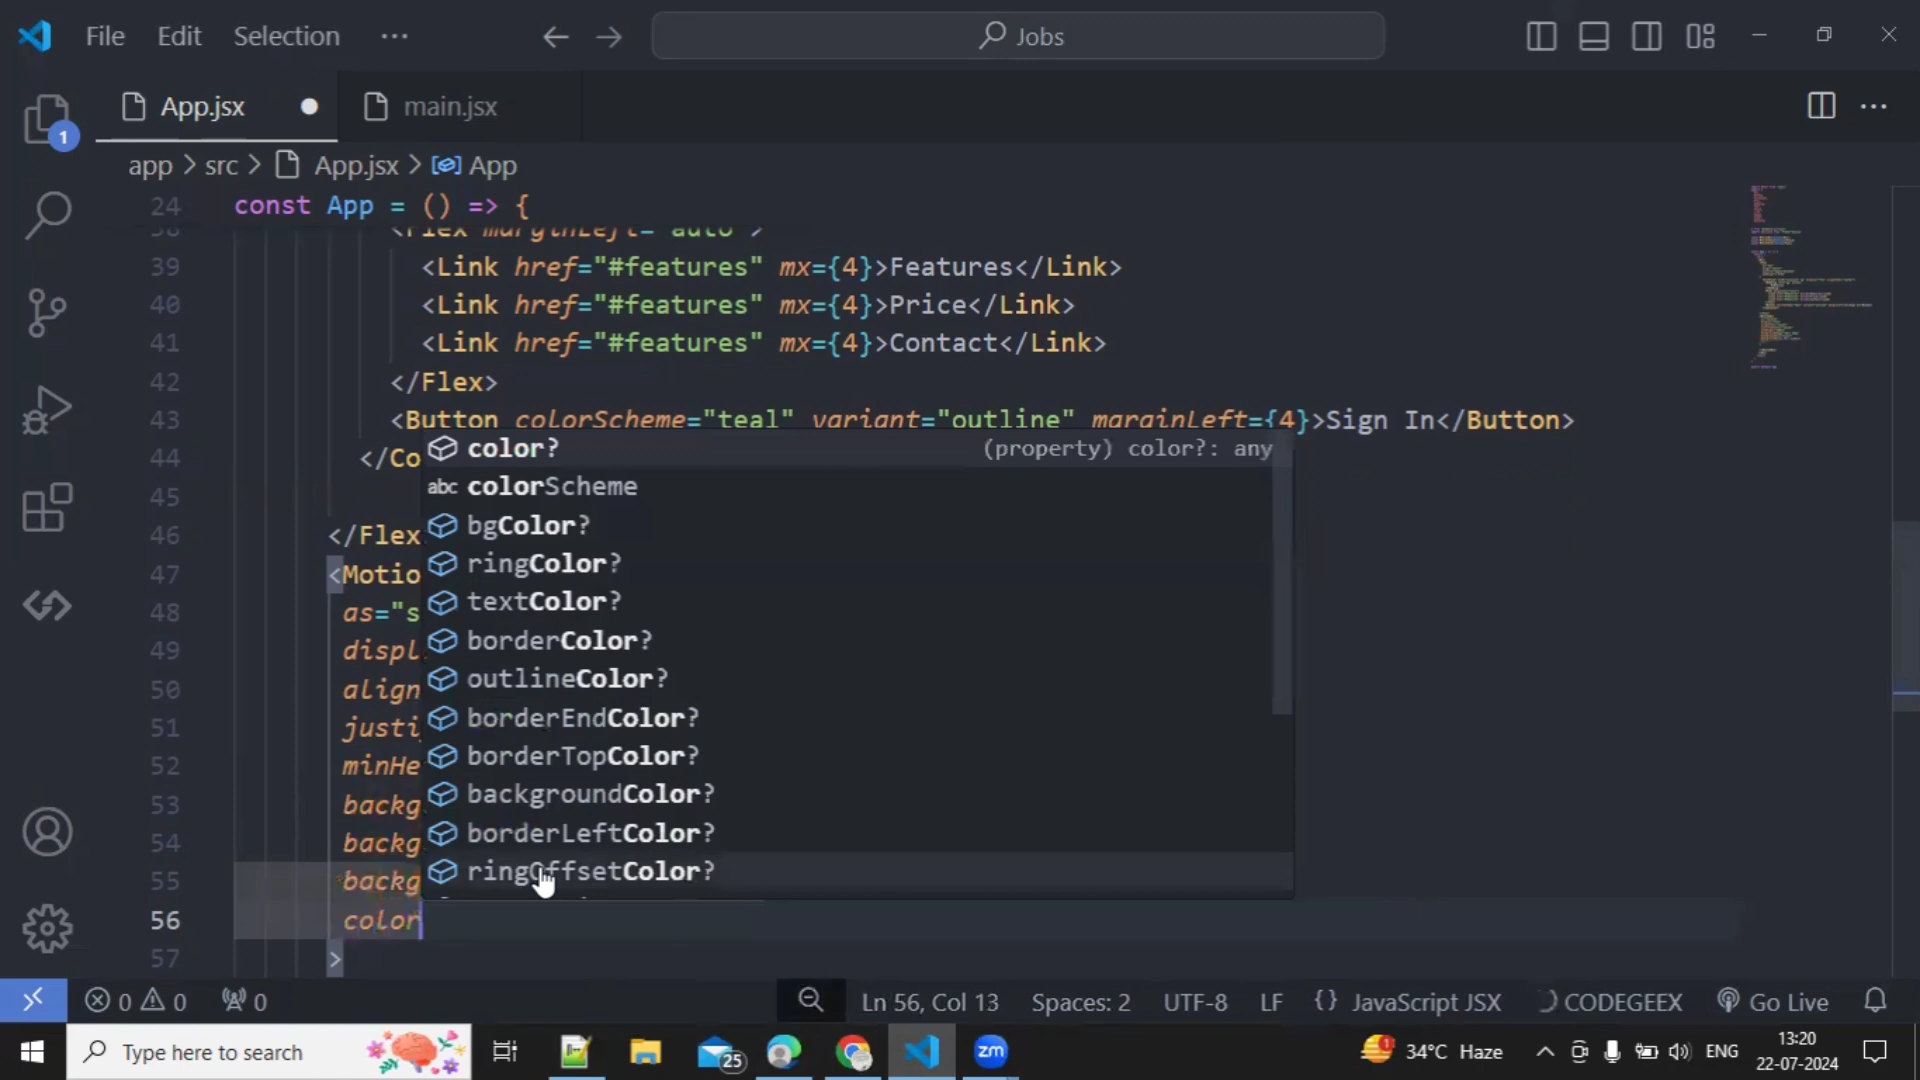 File Edit Selection ··· Jobs
App.jsx main.jsx
1
app > src > App.jsx > App
24 const App = () => {
39 <Link href="#features" mx={4}>Features</Link>
40 <Link href="#features" mx={4}>Price</Link>
41 <Link href="#features" mx={4}>Contact</Link>
42 </Flex>
43 <Button colorScheme="teal" variant="outline" marginLeft={4}>Sign In</Button>
color? (property) color?: any
44 </Co
45 abc colorScheme
46 </Flex
bgColor?
47 <Motio
ringColor?
48 as="s
textColor?
49 displ
borderColor?
50 align
outlineColor?
51 justi
borderEndColor?
52 minHe
borderTopColor?
53 backg
backgroundColor?
54 backg
borderLeftColor?
55 backg
ringOffsetColor?
56 color
57 >
0 0 0 Ln 56, Col 13 Spaces: 2 UTF-8 LF {} JavaScript JSX CODEGEEX Go Live
Type here to search 25 zm 1 34°C Haze ENG 13:20
22-07-2024